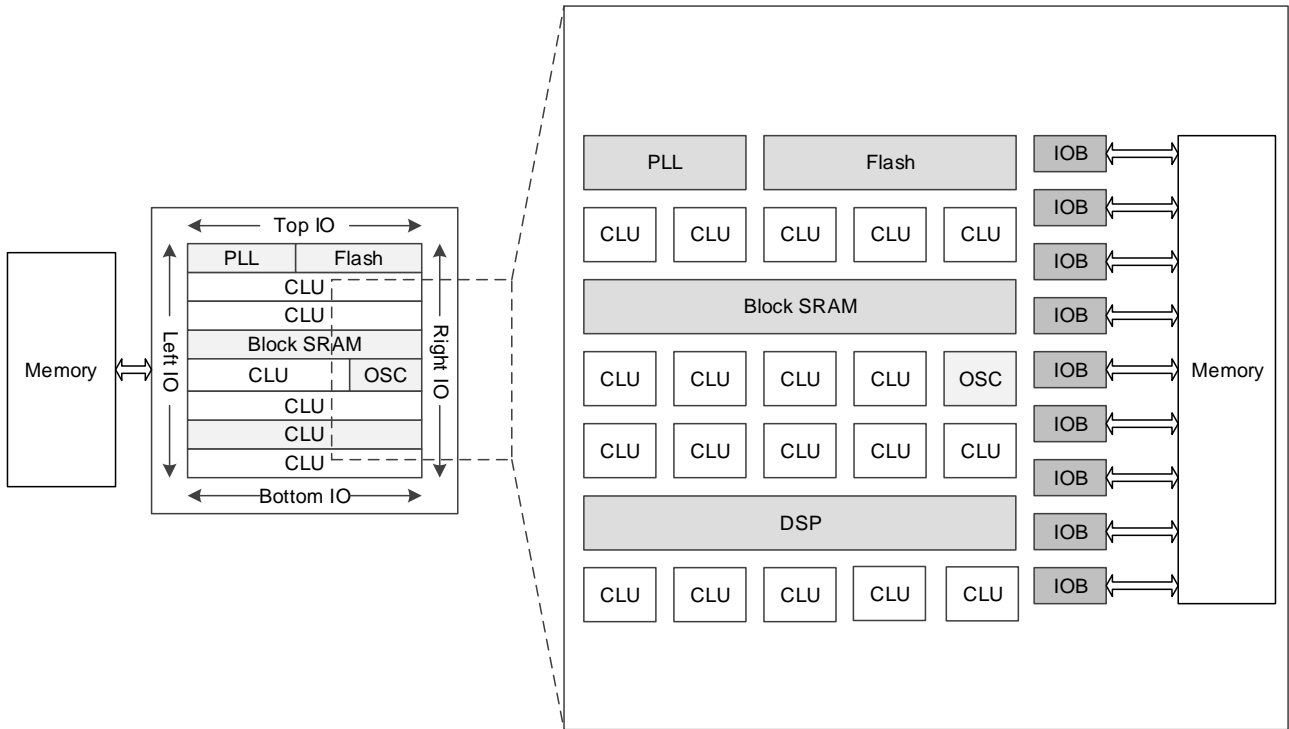 Memory
Top IO
Left IO
Right IO
Bottom IO
PLL Flash
CLU
CLU
Block SRAM
CLU OSC
CLU
CLU
CLU
PLL Flash
CLU CLU CLU CLU CLU
Block SRAM
CLU CLU CLU CLU OSC
CLU CLU CLU CLU CLU
DSP
CLU CLU CLU CLU CLU
IOB
IOB
IOB
IOB
IOB
IOB
IOB
IOB
IOB
Memory